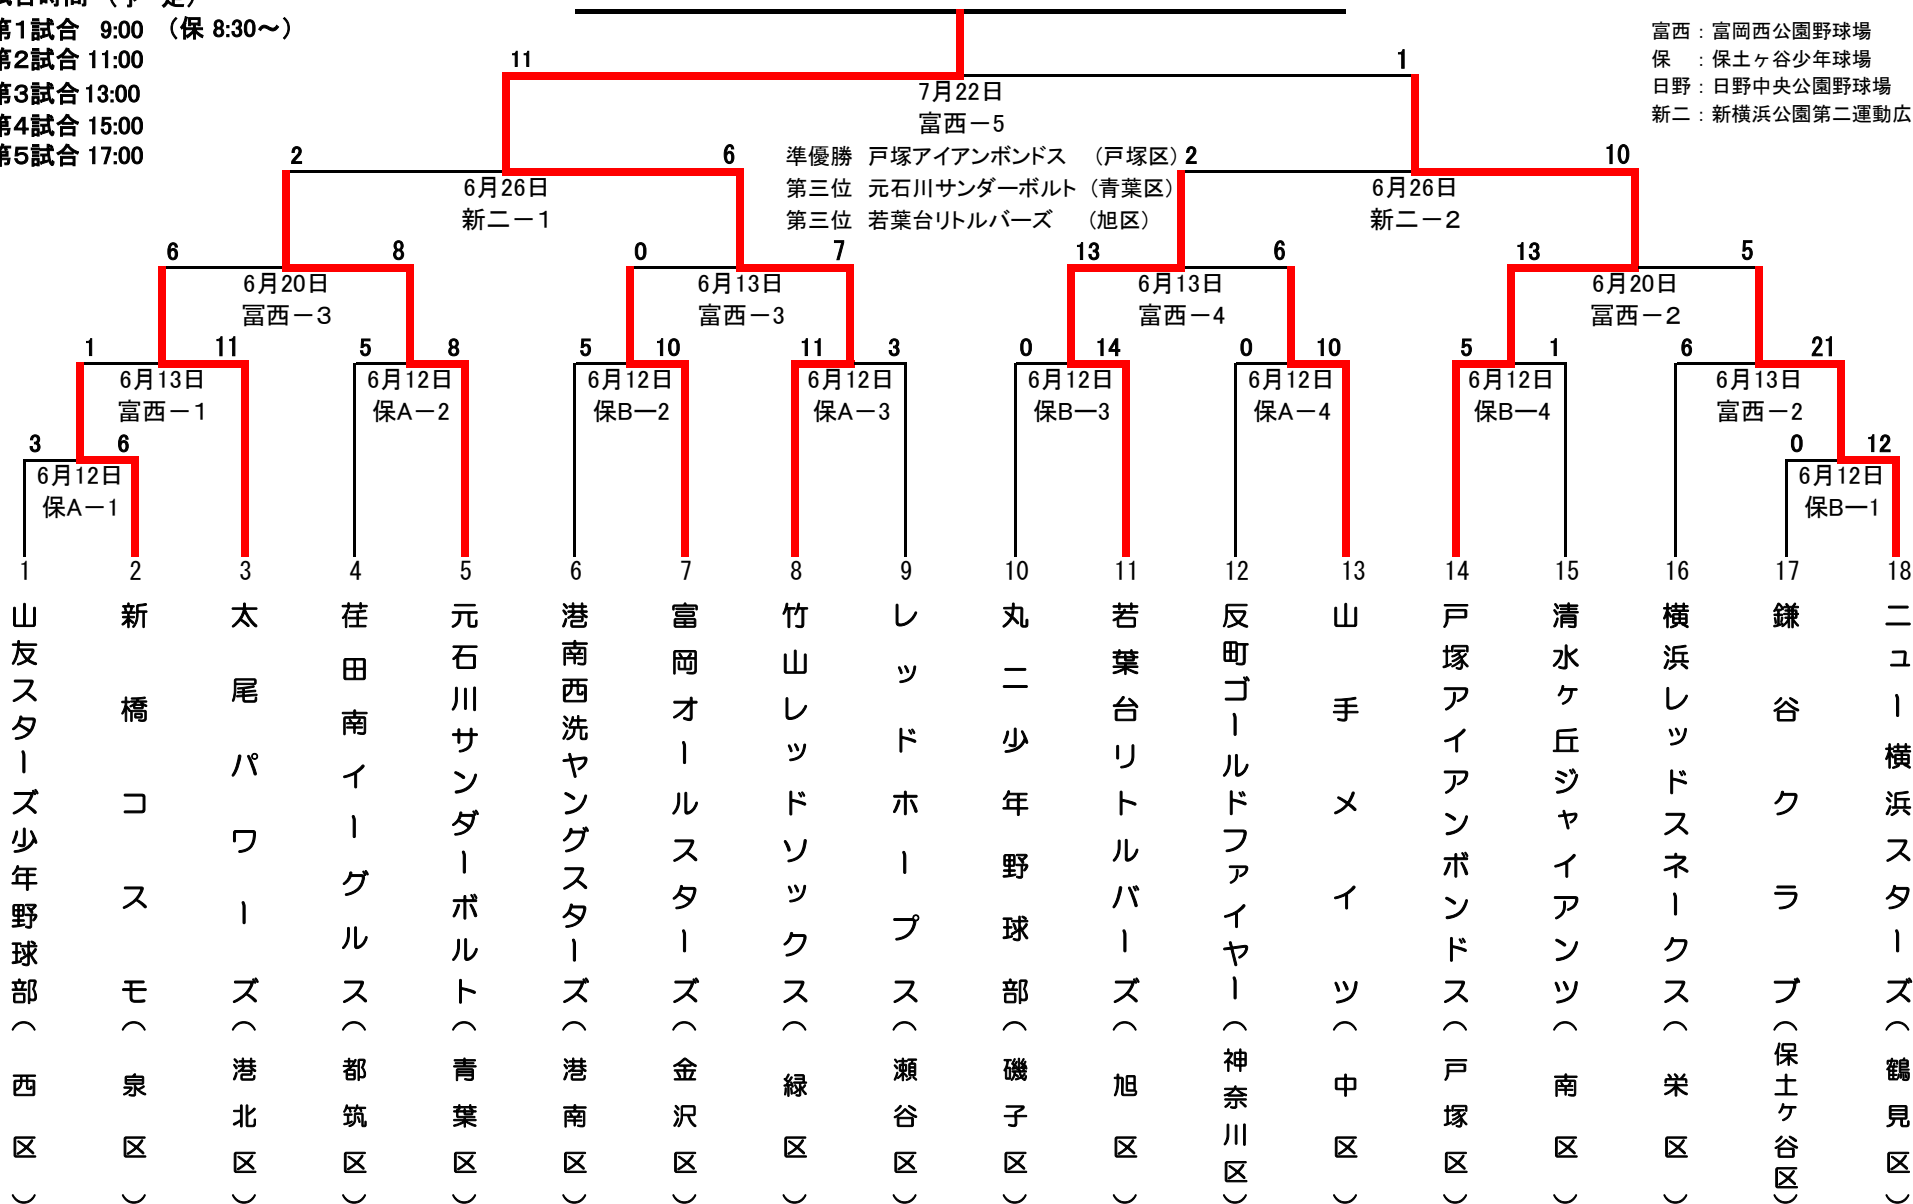 第1試合 9:00 （保 8:30～）
第2試合 11:00
第3試合 13:00
第4試合 15:00
第5試合 17:00
富西：富岡西公園野球場
保　：保土ヶ谷少年球場
日野：日野中央公園野球場
新二：新横浜公園第二運動広
11 1
7月22日
富西－5
準優勝 戸塚アイアンボンドス （戸塚区）
第三位 元石川サンダーボルト （青葉区）
第三位 若葉台リトルバーズ （旭区）
2 6 2 10
6月26日 6月26日
新二－1 新二－2
6 8 0 7 13 6 13 5
6月20日 6月13日 6月13日 6月20日
富西－3 富西－3 富西－4 富西－2
1 11 5 8 5 10 11 3 0 14 0 10 5 1 6 21
6月13日 6月12日 6月12日 6月12日 6月12日 6月12日 6月12日 6月13日
富西－1 保A－2 保B－2 保A－3 保B－3 保A－4 保B－4 富西－2
3 6 0 12
6月12日 6月12日
保A－1 保B－1
1 山友スターズ少年野球部（西区）
2 新橋コスモ（泉区）
3 太尾パワーズ（港北区）
4 荏田南イーグルス（都筑区）
5 元石川サンダーボルト（青葉区）
6 港南西洗ヤングスターズ（港南区）
7 富岡オールスターズ（金沢区）
8 竹山レッドソックス（緑区）
9 レッドホープス（瀬谷区）
10 丸二少年野球部（磯子区）
11 若葉台リトルバーズ（旭区）
12 反町ゴールドファイヤー（神奈川区）
13 山手メイツ（中区）
14 戸塚アイアンボンドス（戸塚区）
15 清水ヶ丘ジャイアンツ（南区）
16 横浜レッドスネークス（栄区）
17 鎌谷クラブ（保土ケ谷区）
18 ニュー横浜スターズ（鶴見区）